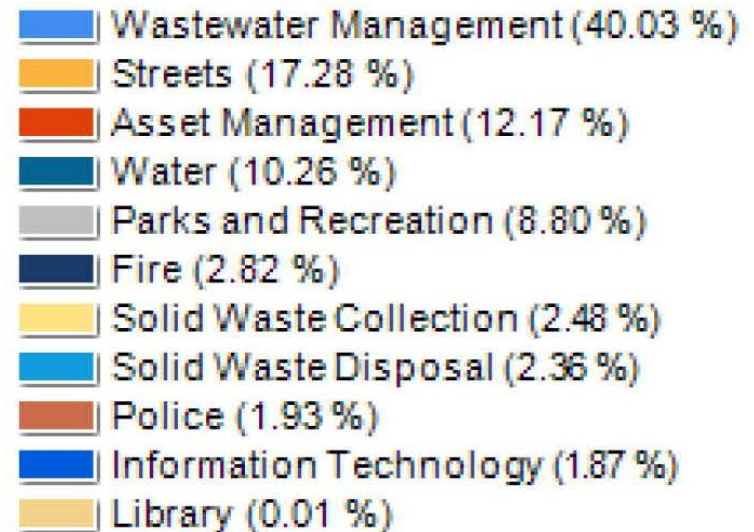 Wastewater Management (40.03 %)
Streets (17.28 %)
Asset Management (12.17 %)
Water (10.26 %)
Parks and Recreation (8.80 %)
Fire (2.82 %)
Solid Waste Collection (2.48 %)
Solid Waste Disposal (2.36 %)
Police (1.93 %)
Information Technology (1.87 %)
Library (0.01 %)